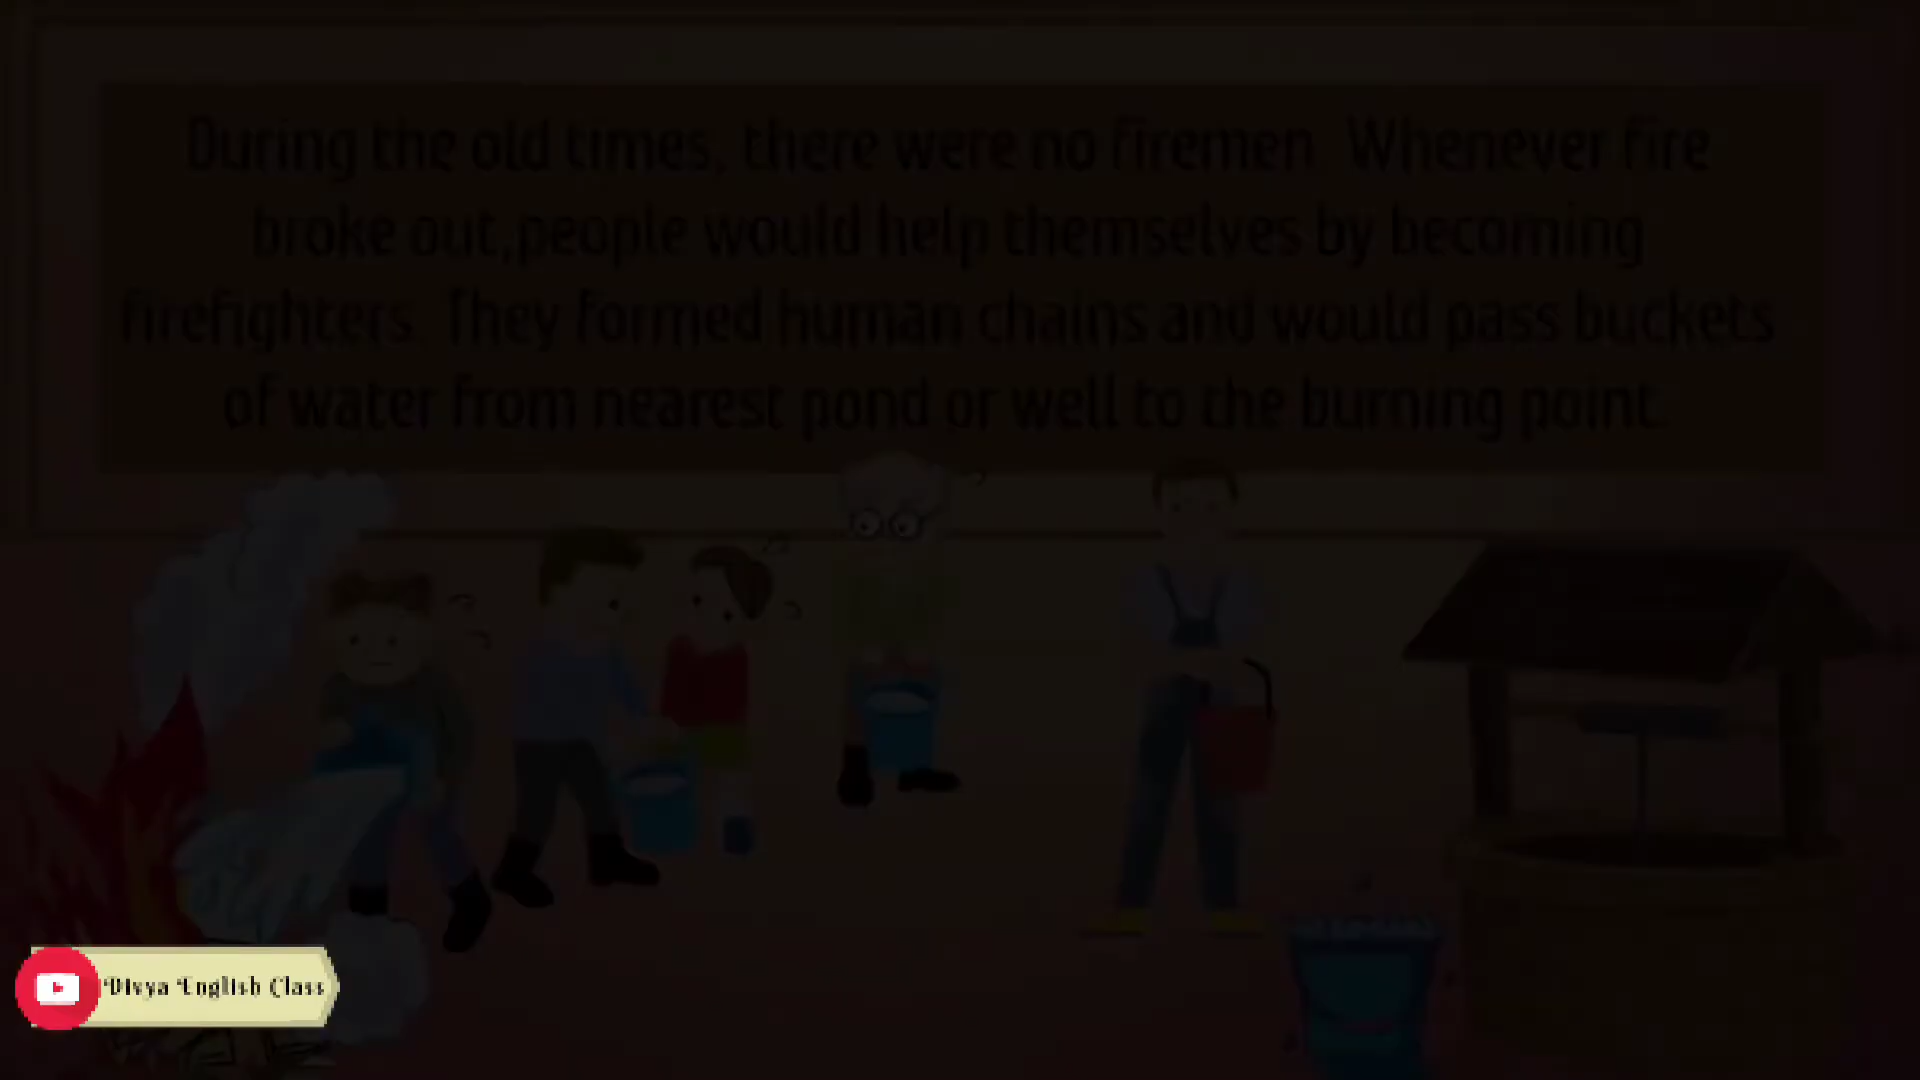 During the old times, there were no firemen. Whenever fire
broke out,people would help themselves by becoming
firefighters. They formed human chains and would pass buckets
of water from nearest pond or well to the burning point.
Divya English Class